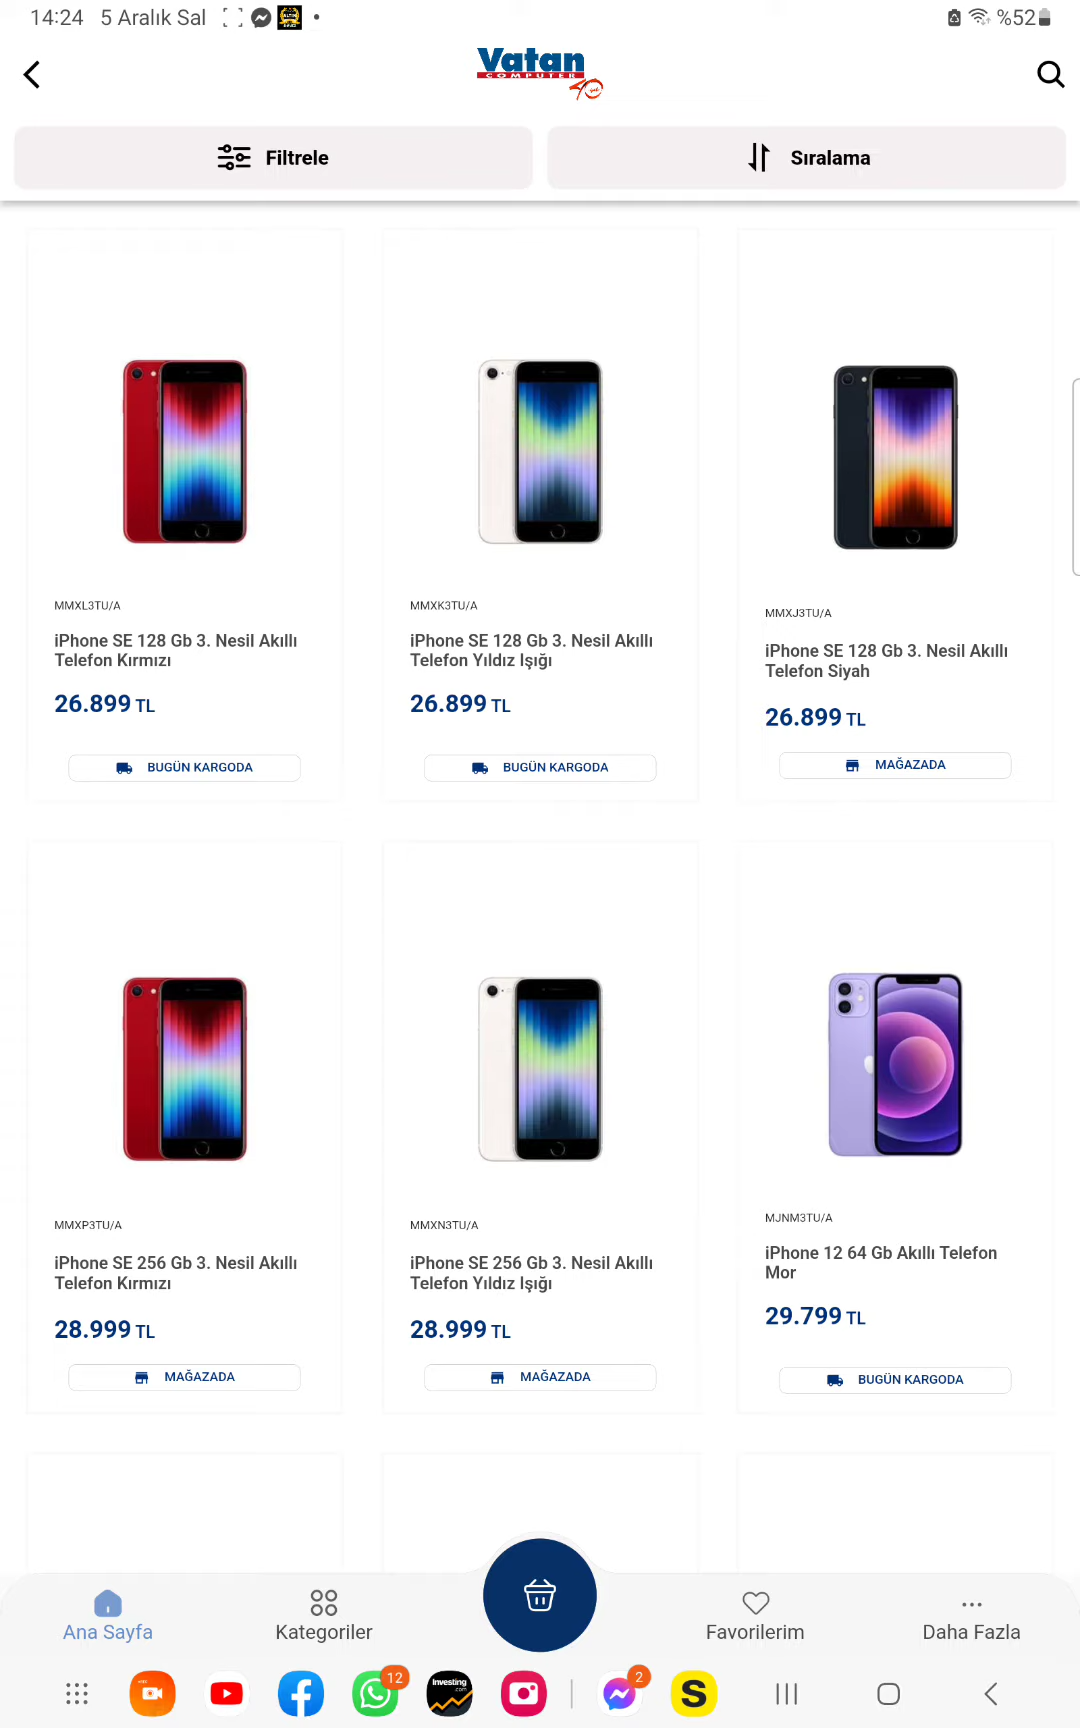 14:24 5 Aralık Sal
%52
Vatan
COMPUTER
Filtrele
Sıralama
MMXL3TU/A
iPhone SE 128 Gb 3. Nesil Akıllı
Telefon Kırmızı
26.899 TL
BUGÜN KARGODA
MMXK3TU/A
iPhone SE 128 Gb 3. Nesil Akıllı
Telefon Yıldız Işığı
26.899 TL
BUGÜN KARGODA
MMXJ3TU/A
iPhone SE 128 Gb 3. Nesil Akıllı
Telefon Siyah
26.899 TL
MAĞAZADA
MMXP3TU/A
iPhone SE 256 Gb 3. Nesil Akıllı
Telefon Kırmızı
28.999 TL
MAĞAZADA
MMXN3TU/A
iPhone SE 256 Gb 3. Nesil Akıllı
Telefon Yıldız Işığı
28.999 TL
MAĞAZADA
MJNM3TU/A
iPhone 12 64 Gb Akıllı Telefon
Mor
29.799 TL
BUGÜN KARGODA
Ana Sayfa
Kategoriler
Favorilerim
Daha Fazla
12
Investing
.com
2
S